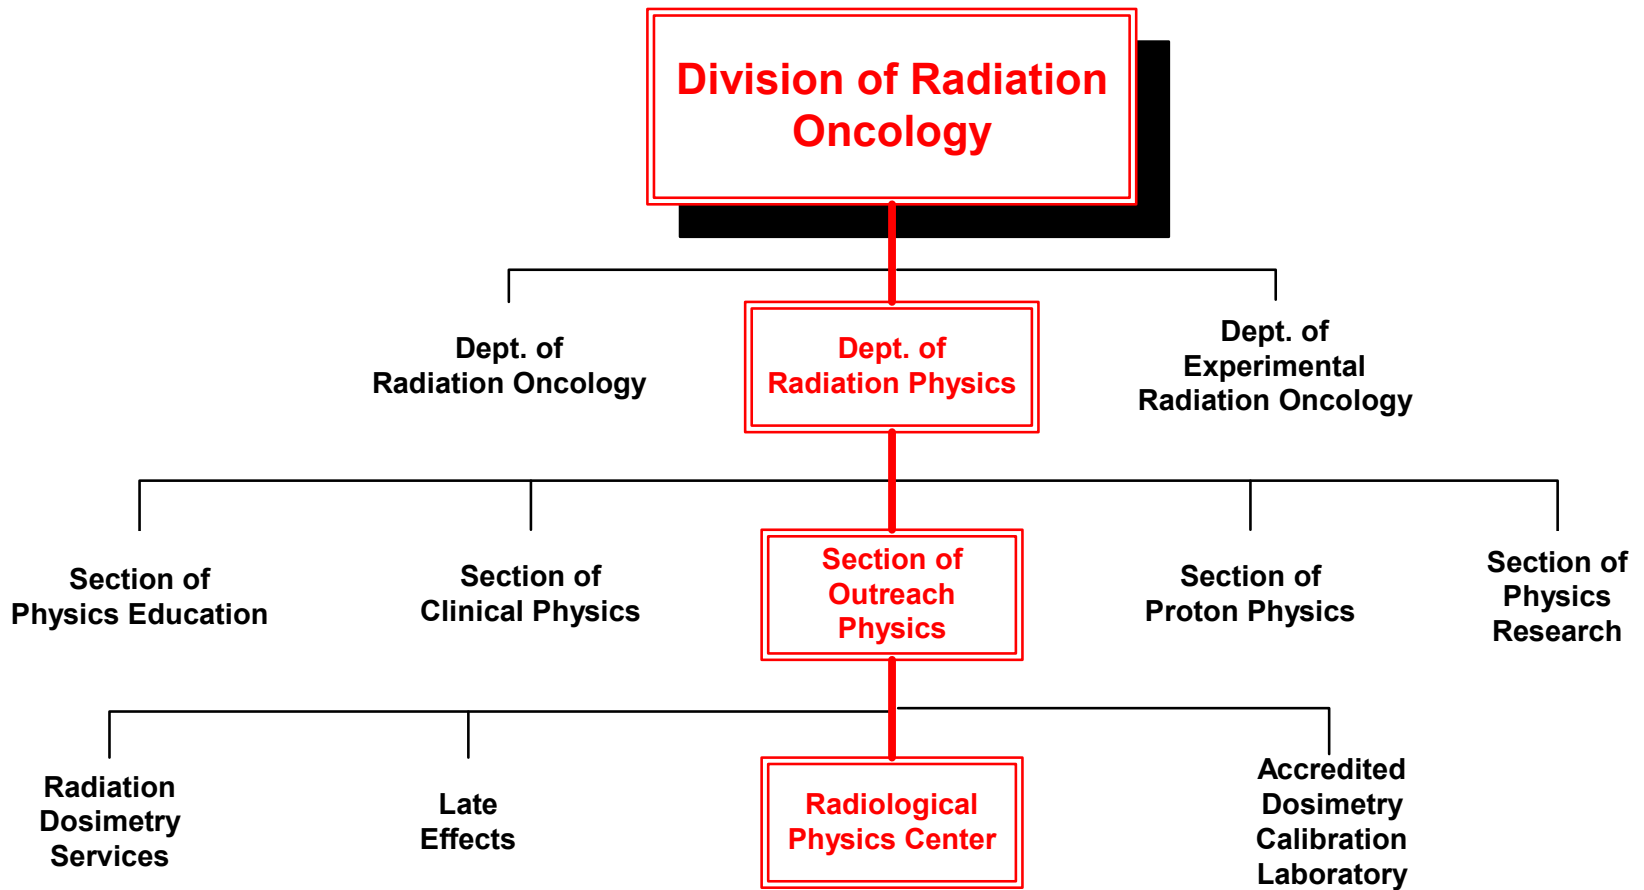 Division of Radiation
Oncology
Dept. of
Radiation Oncology
Dept. of
Radiation Physics
Dept. of
Experimental
Radiation Oncology
Section of
Physics Education
Section of
Clinical Physics
Section of
Outreach
Physics
Section of
Proton Physics
Section of
Physics
Research
Radiation
Dosimetry
Services
Late
Effects
Radiological
Physics Center
Accredited
Dosimetry
Calibration
Laboratory